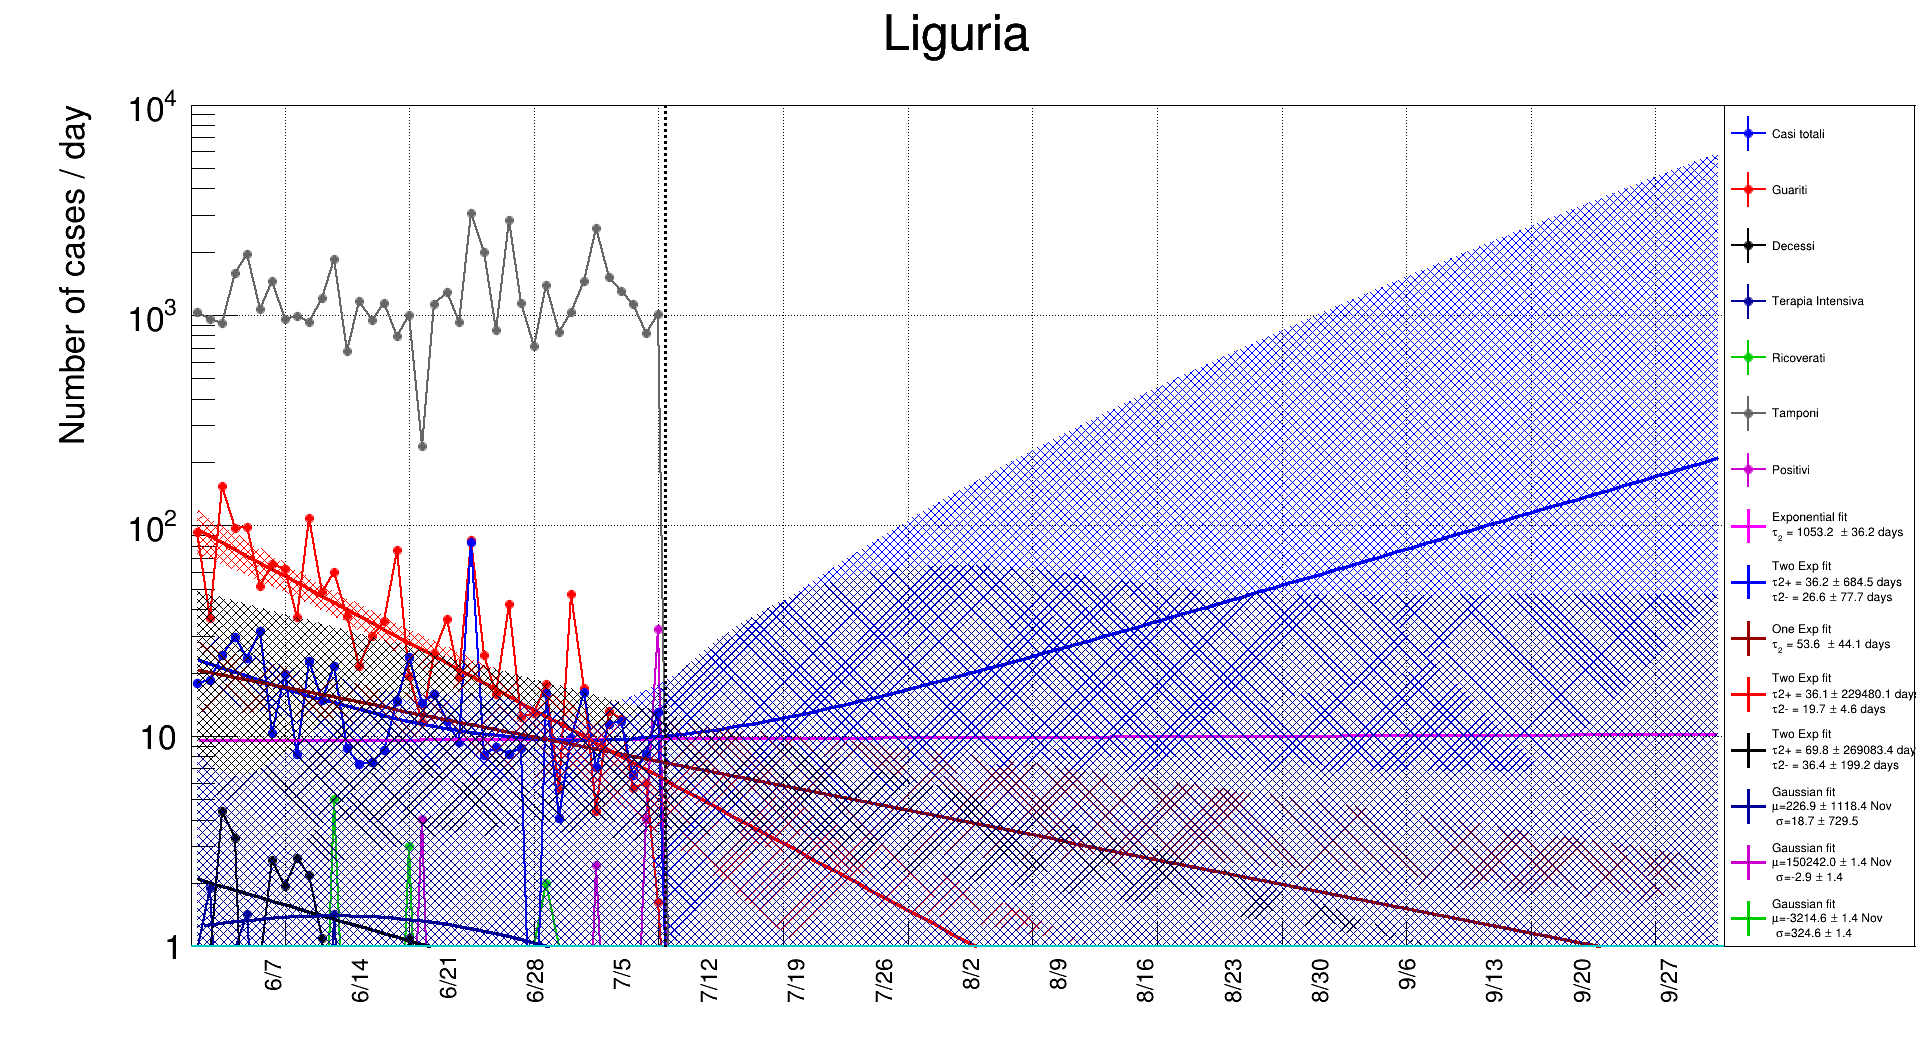 Liguria
Number of cases / day
10⁴
10³
10²
10
1
6/7
6/14
6/21
6/28
7/5
7/12
7/19
7/26
8/2
8/9
8/16
8/23
8/30
9/6
9/13
9/20
9/27
Casi totali
Guariti
Decessi
Terapia Intensiva
Ricoverati
Tamponi
Positivi
Exponential fit
τ₂ = 1053.2 ± 36.2 days
Two Exp fit
τ2+ = 36.2 ± 684.5 days
τ2- = 26.6 ± 77.7 days
One Exp fit
τ₂ = 53.6 ± 44.1 days
Two Exp fit
τ2+ = 36.1 ± 229480.1 days
τ2- = 19.7 ± 4.6 days
Two Exp fit
τ2+ = 69.8 ± 269083.4 day
τ2- = 36.4 ± 199.2 days
Gaussian fit
μ=226.9 ± 1118.4 Nov
σ=18.7 ± 729.5
Gaussian fit
μ=150242.0 ± 1.4 Nov
σ=-2.9 ± 1.4
Gaussian fit
μ=-3214.6 ± 1.4 Nov
σ=324.6 ± 1.4